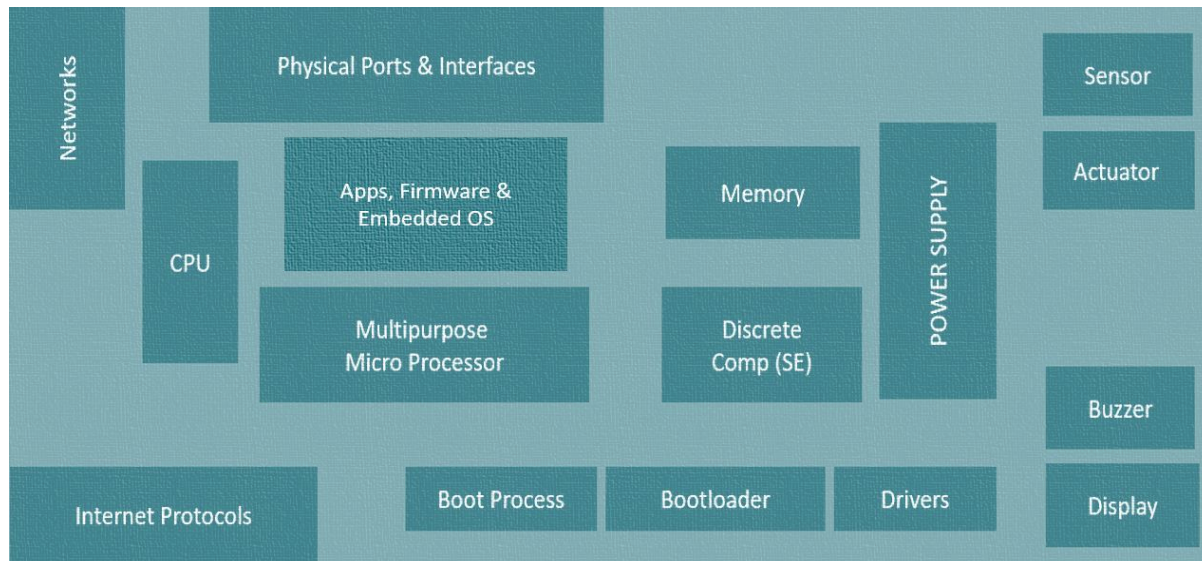 Networks
Physical Ports & Interfaces
Sensor
Apps, Firmware &
Embedded OS
Memory
POWER SUPPLY
Actuator
CPU
Multipurpose
Micro Processor
Discrete
Comp (SE)
Buzzer
Internet Protocols
Boot Process
Bootloader
Drivers
Display